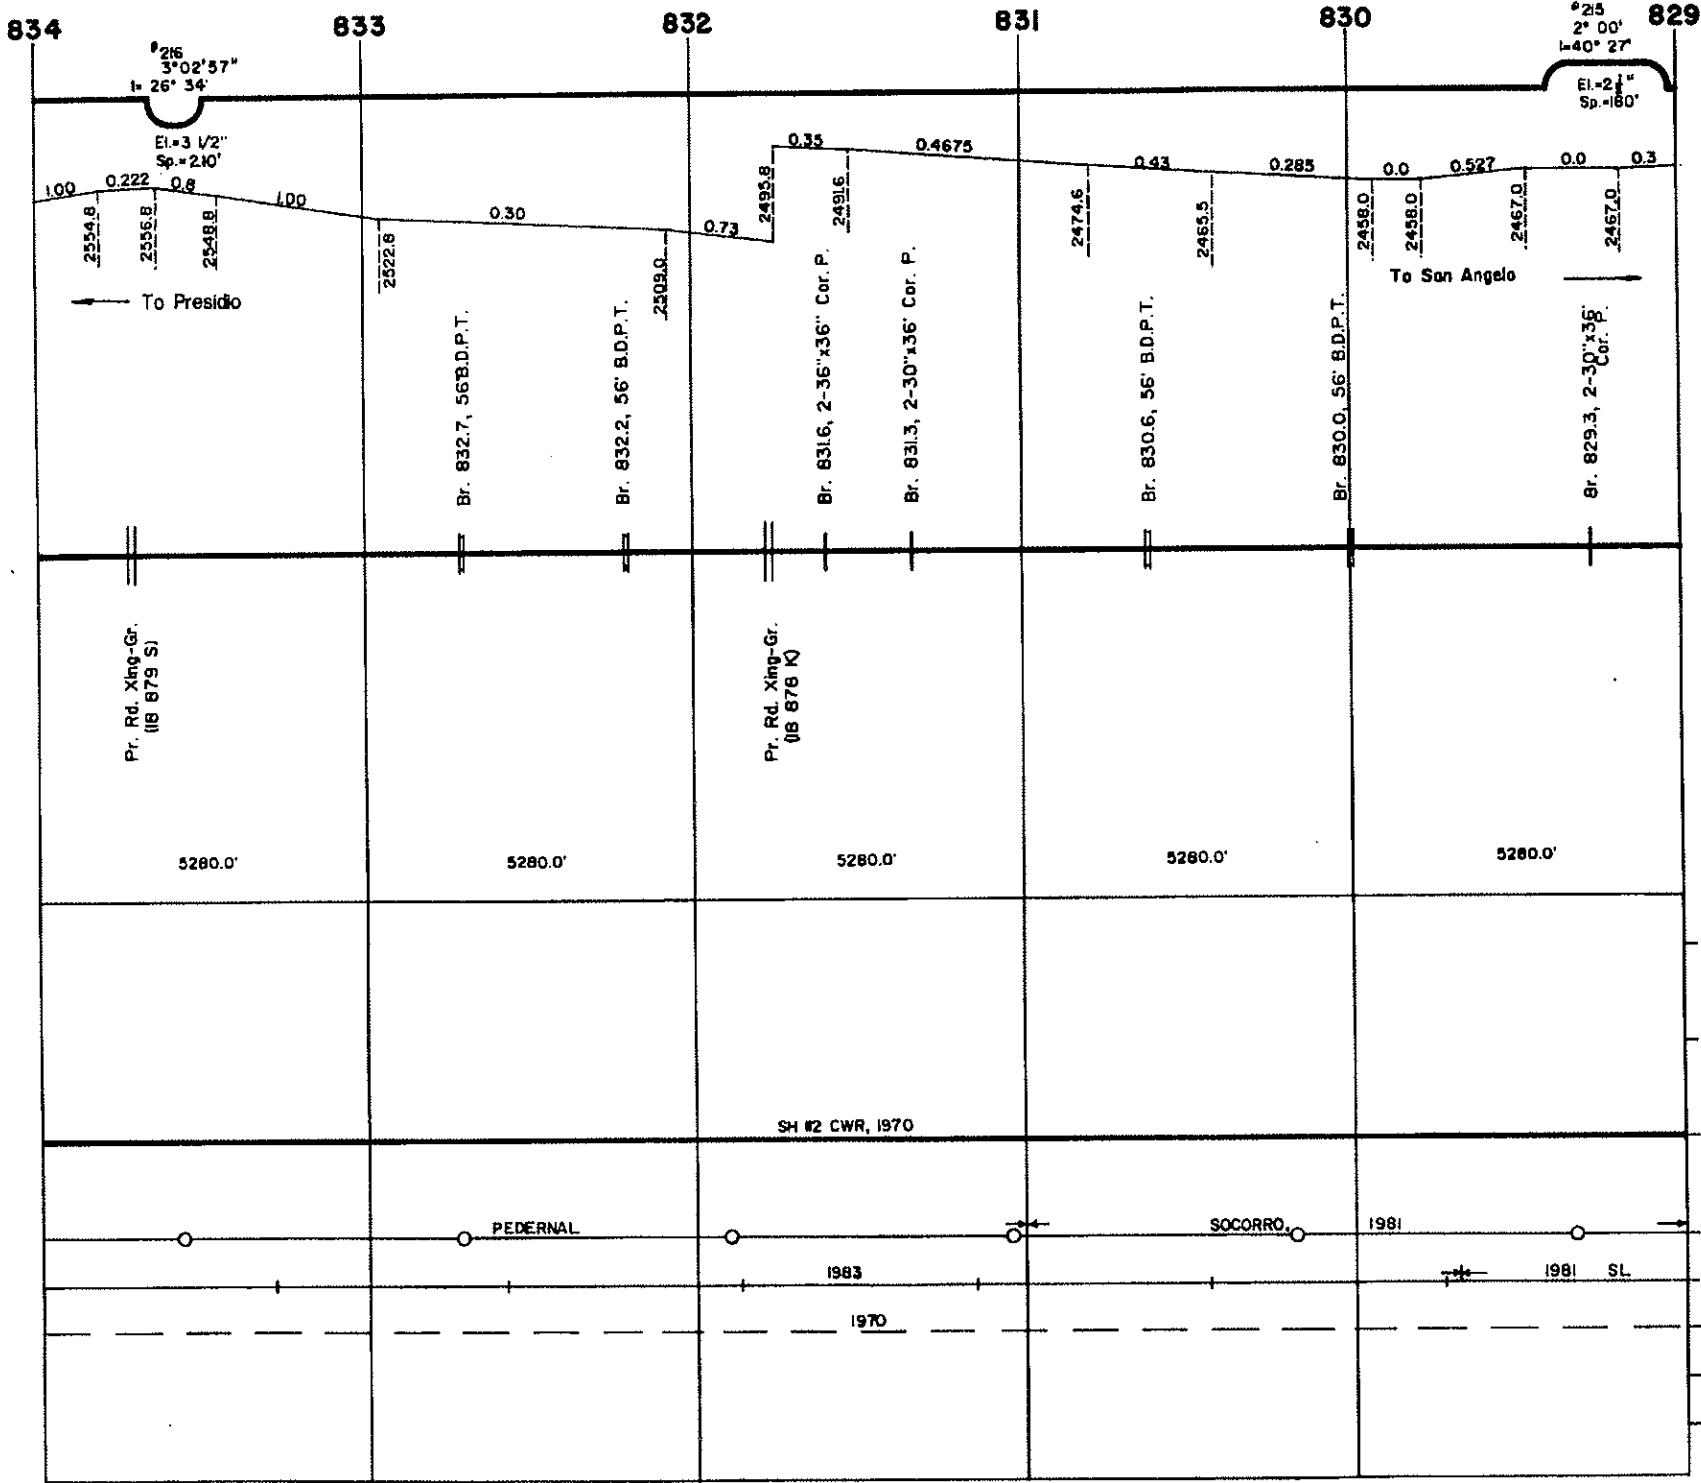 834
833
832
831
830
829
#216
3°02'57"
I= 26° 34'
El.=3 1/2"
Sp.=210'
#215
2° 00'
I=40° 27'
El.=2 1/2"
Sp.=180'
1.00
0.222
0.8
1.00
0.30
0.73
0.35
0.4675
0.43
0.285
0.0
0.527
0.0
0.3
2554.8
2556.8
2548.8
2522.8
2509.0
2495.8
2491.6
2474.6
2465.5
2458.0
2458.0
2467.0
2467.0
To Presidio
To San Angelo
Br. 832.7, 56' B.D.P.T.
Br. 832.2, 56' B.D.P.T.
Br. 831.6, 2-36"x36" Cor. P.
Br. 831.3, 2-30"x36' Cor. P.
Br. 830.6, 56' B.D.P.T.
Br. 830.0, 56' B.D.P.T.
Br. 829.3, 2-30"x36'
Cor. P.
Pr. Rd. Xing-Gr.
(18 879 S)
Pr. Rd. Xing-Gr.
(18 878 K)
5280.0'
5280.0'
5280.0'
5280.0'
5280.0'
SH #2 CWR, 1970
PEDERNAL
SOCORRO,
1981
1983
1981 SL
1970